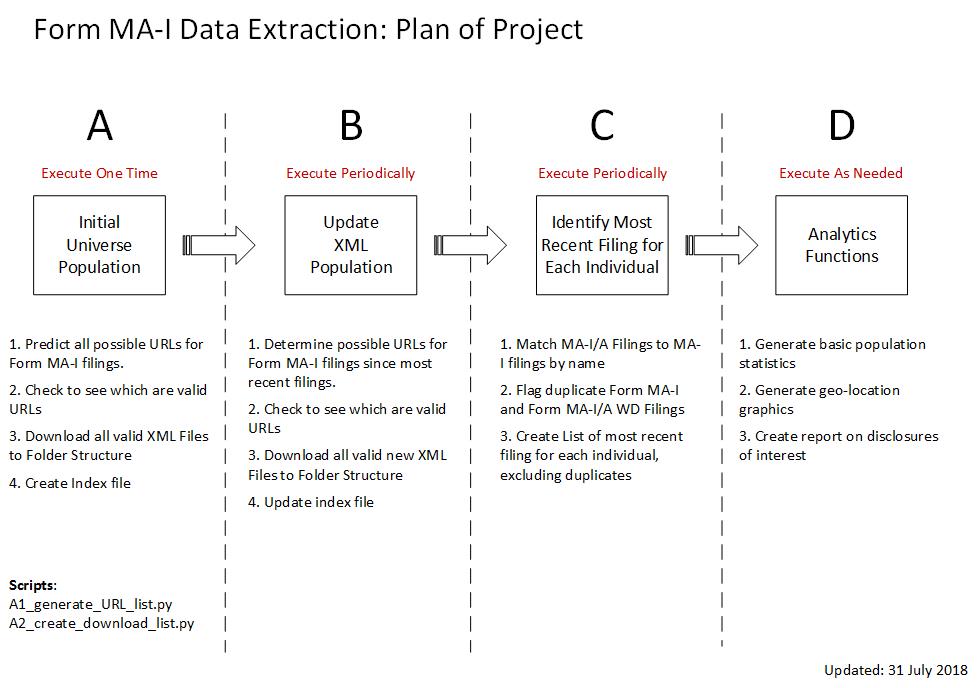 Form MA-I Data Extraction: Plan of Project
A
Execute One Time
Initial
Universe
Population
1. Predict all possible URLs for
Form MA-I filings.
2. Check to see which are valid
URLs
3. Download all valid XML Files
to Folder Structure
4. Create Index file
Scripts:
A1_generate_URL_list.py
A2_create_download_list.py
B
Execute Periodically
Update
XML
Population
1. Determine possible URLs for
Form MA-I filings since most
recent filings.
2. Check to see which are valid
URLs
3. Download all valid new XML
Files to Folder Structure
4. Update index file
C
Execute Periodically
Identify Most
Recent Filing for
Each Individual
1. Match MA-I/A Filings to MA-
I filings by name
2. Flag duplicate Form MA-I
and Form MA-I/A WD Filings
3. Create List of most recent
filing for each individual,
excluding duplicates
D
Execute As Needed
Analytics
Functions
1. Generate basic population
statistics
2. Generate geo-location
graphics
3. Create report on disclosures
of interest
Updated: 31 July 2018